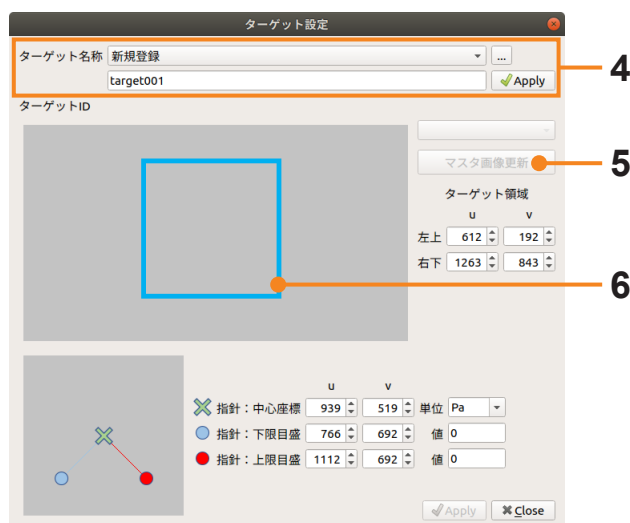 ターゲット設定
ターゲット名称 新規登録 ...
target001 Apply
4
ターゲットID
マスタ画像更新
5
ターゲット領域
u v
左上 612 192
右下 1263 843
6
u v
指針：中心座標 939 519 単位 Pa
指針：下限目盛 766 692 値 0
指針：上限目盛 1112 692 値 0
Apply Close